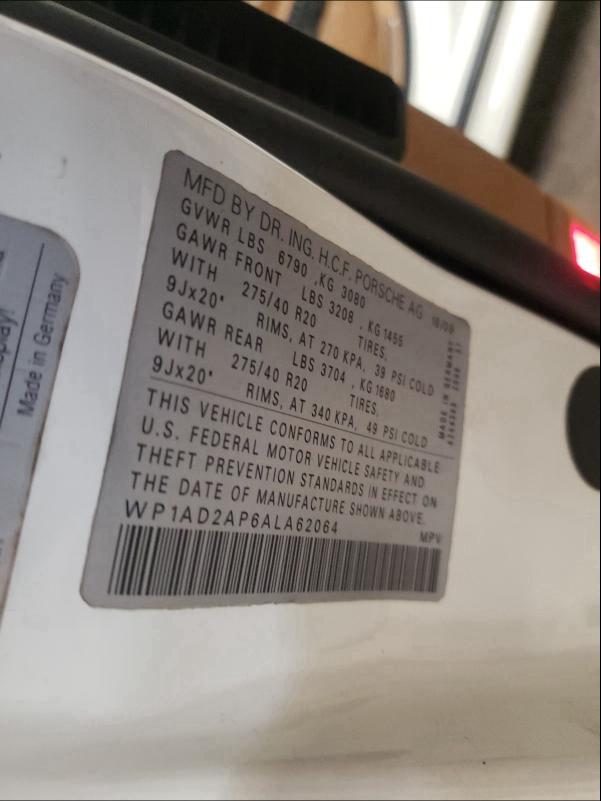 MFD BY DR. ING. H.C.F. PORSCHE AG 10/09
GVWR LBS 6790 ,KG 3080
GAWR FRONT LBS 3208 , KG 1455
WITH 275/40 R20 TIRES,
9Jx20" RIMS, AT 270 KPA, 39 PSI COLD
GAWR REAR LBS 3704 , KG 1680
WITH 275/40 R20 TIRES,
9Jx20" RIMS, AT 340 KPA, 49 PSI COLD
THIS VEHICLE CONFORMS TO ALL APPLICABLE
U.S. FEDERAL MOTOR VEHICLE SAFETY AND
THEFT PREVENTION STANDARDS IN EFFECT ON
THE DATE OF MANUFACTURE SHOWN ABOVE.
WP1AD2AP6ALA62064 MPV
MADE IN GERMANY
Made in Germany